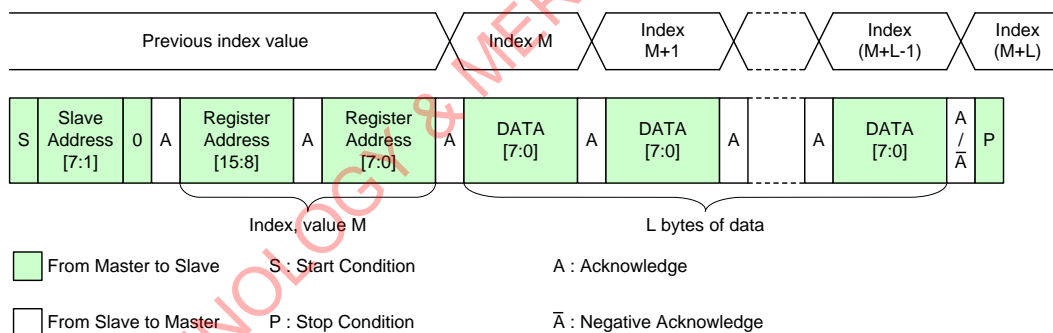 Previous index value
Index M
Index
M+1
Index
(M+L-1)
Index
(M+L)
S
Slave
Address
[7:1]
0
A
Register
Address
[15:8]
A
Register
Address
[7:0]
A
DATA
[7:0]
A
DATA
[7:0]
A
A
DATA
[7:0]
A
/
A̅
P
Index, value M
L bytes of data
From Master to Slave
S : Start Condition
A : Acknowledge
From Slave to Master
P : Stop Condition
A̅ : Negative Acknowledge